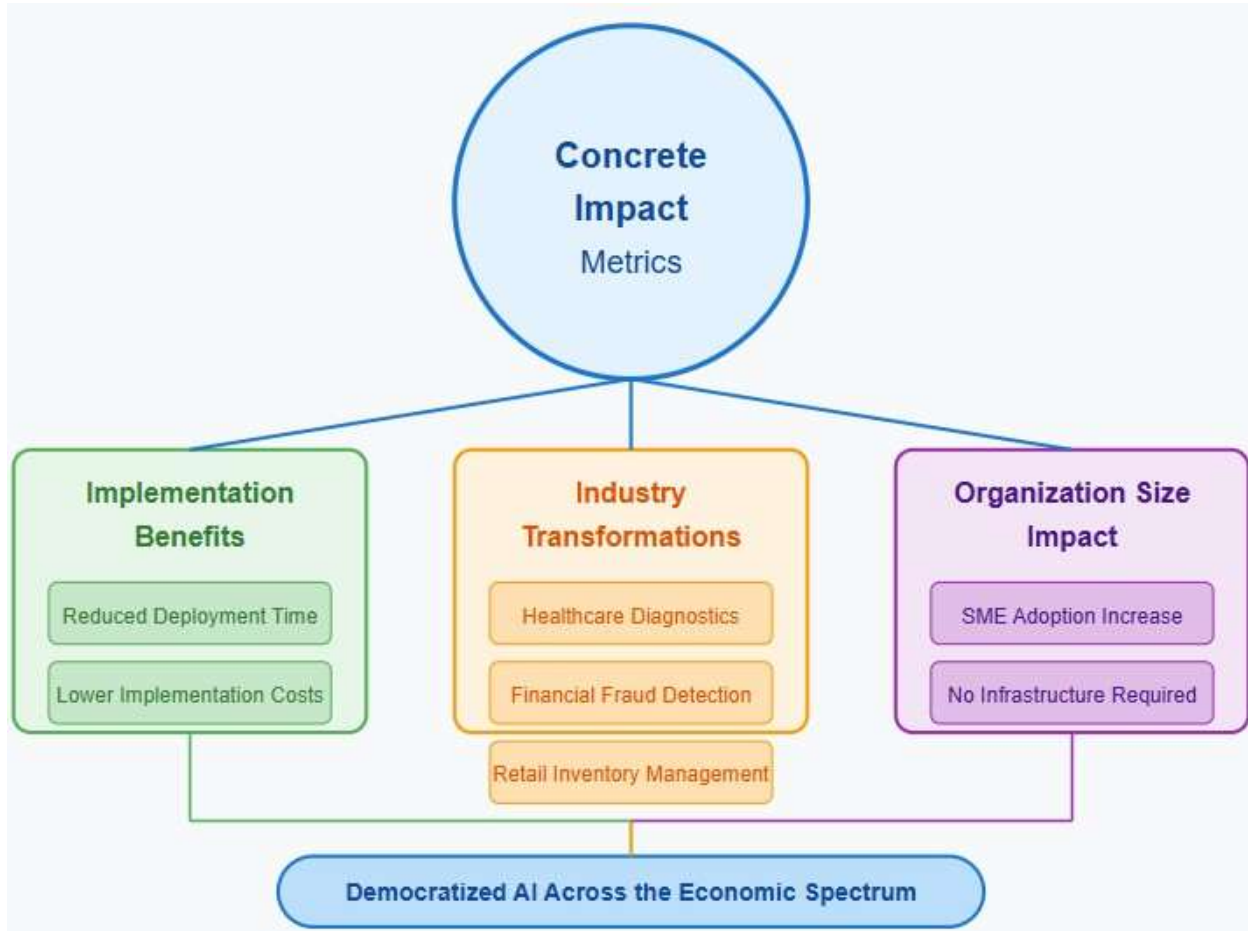 Concrete
Impact
Metrics
Implementation
Benefits
Reduced Deployment Time
Lower Implementation Costs
Industry
Transformations
Healthcare Diagnostics
Financial Fraud Detection
Retail Inventory Management
Organization Size
Impact
SME Adoption Increase
No Infrastructure Required
Democratized AI Across the Economic Spectrum